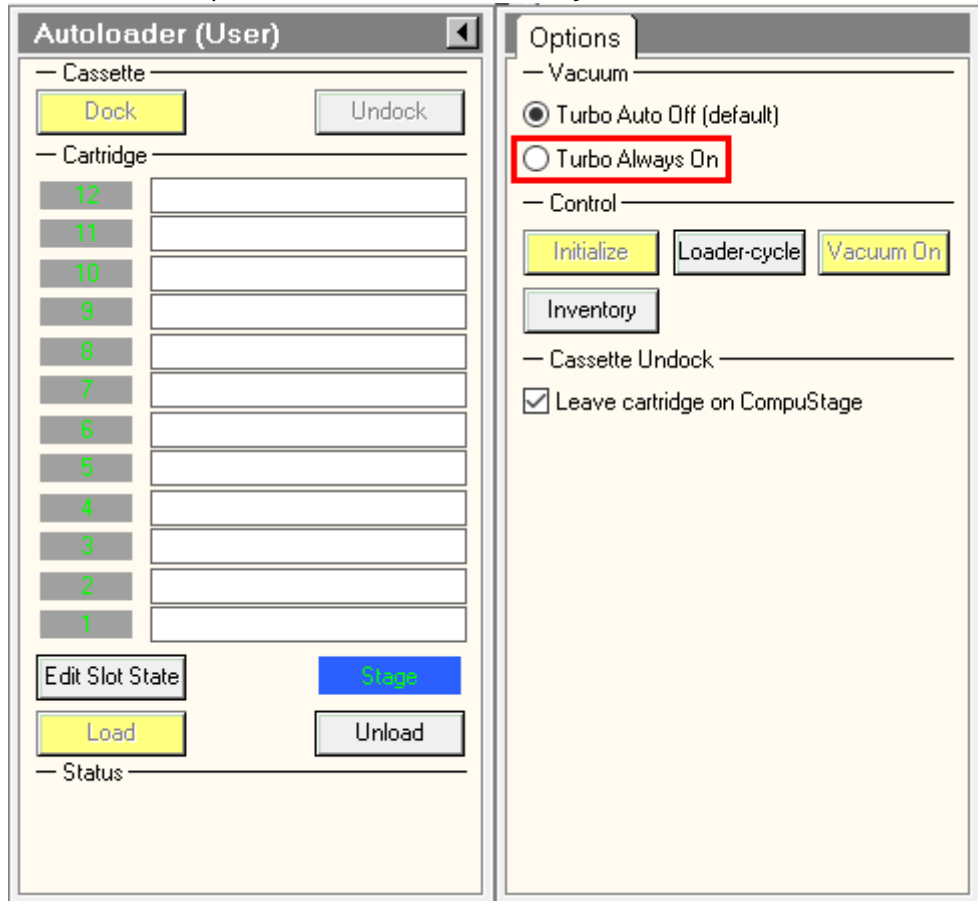 Autoloader (User)
Cassette
Dock
Undock
Cartridge
12
11
10
9
8
7
6
5
4
3
2
1
Edit Slot State
Stage
Load
Unload
Status
Options
Vacuum
Turbo Auto Off (default)
Turbo Always On
Control
Initialize
Loader-cycle
Vacuum On
Inventory
Cassette Undock
Leave cartridge on CompuStage